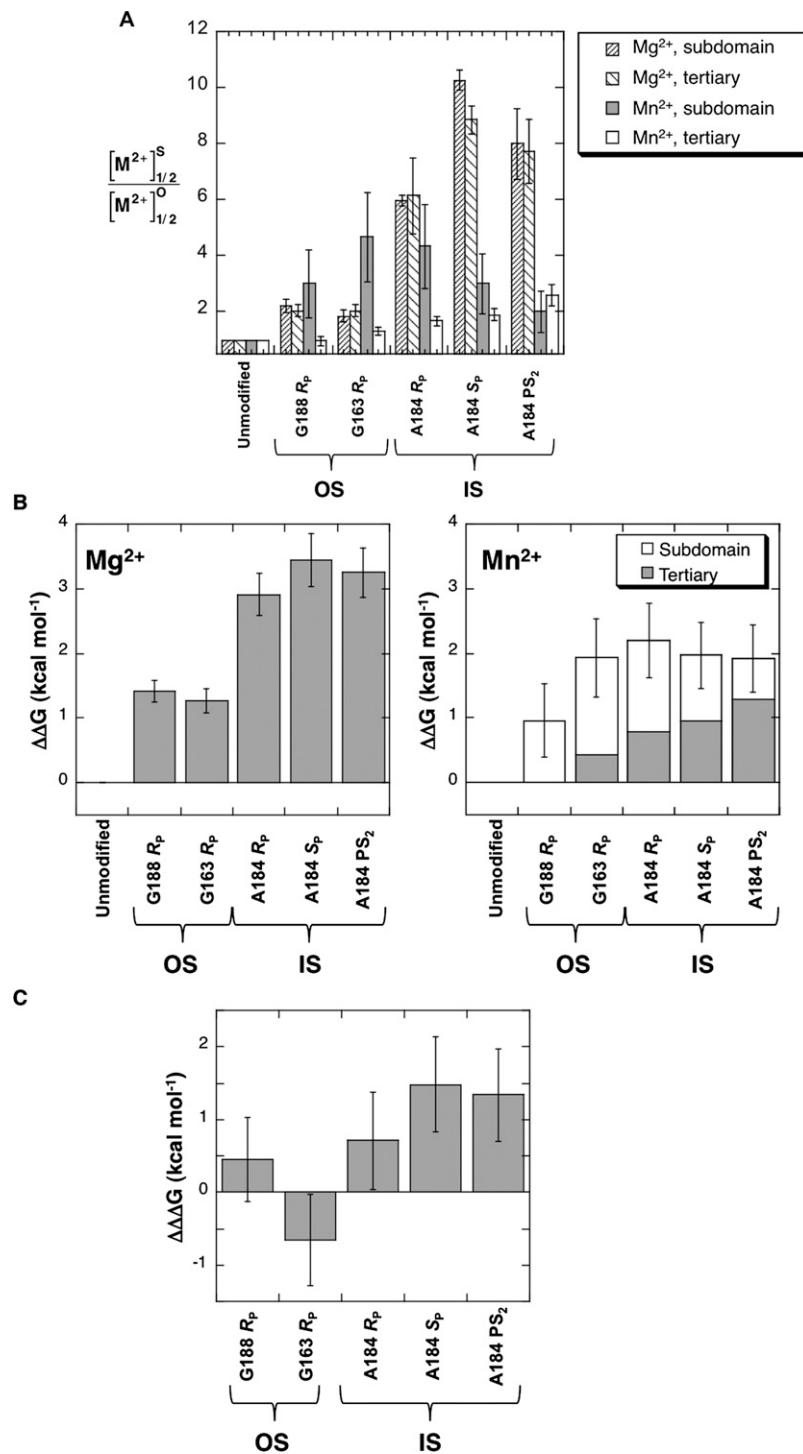 A
[M²⁺]S1/2
[M²⁺]O1/2
12
10
8
6
4
2
Mg²⁺, subdomain
Mg²⁺, tertiary
Mn²⁺, subdomain
Mn²⁺, tertiary
Unmodified
G188 RP
G163 RP
A184 RP
A184 SP
A184 PS₂
OS
IS
B
Mg²⁺
ΔΔG (kcal mol⁻¹)
4
3
2
1
0
Unmodified
G188 RP
G163 RP
A184 RP
A184 SP
A184 PS₂
OS
IS
Mn²⁺
Subdomain
Tertiary
ΔΔG (kcal mol⁻¹)
4
3
2
1
0
Unmodified
G188 RP
G163 RP
A184 RP
A184 SP
A184 PS₂
OS
IS
C
ΔΔΔG (kcal mol⁻¹)
2
1
0
-1
G188 RP
G163 RP
A184 RP
A184 SP
A184 PS₂
OS
IS